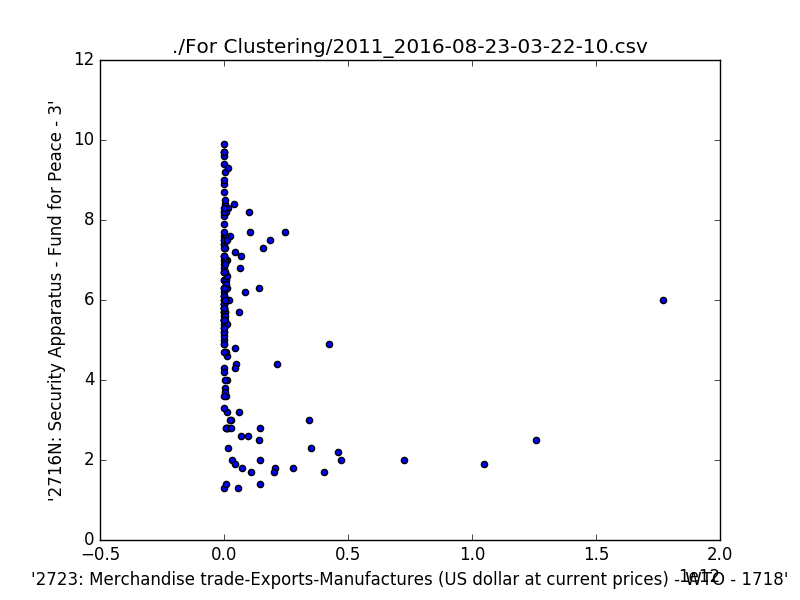 ./For Clustering/2011_2016-08-23-03-22-10.csv
12
10
8
6
4
2
0
'2716N: Security Apparatus - Fund for Peace - 3'
−0.5 0.0 0.5 1.0 1.5 2.0
1e12
'2723: Merchandise trade-Exports-Manufactures (US dollar at current prices) - WTO - 1718'